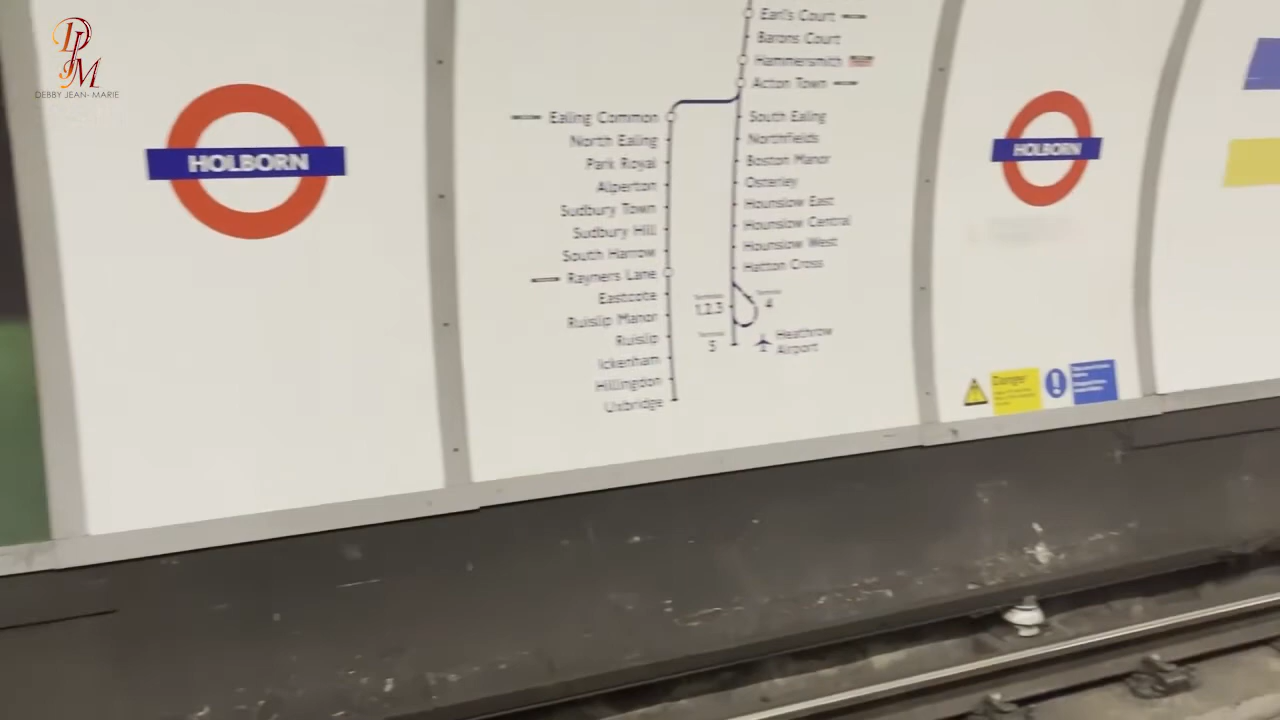 DJM
DEBBY JEAN-MARIE
HOLBORN
Earl's Court
Barons Court
Hammersmith
Acton Town
South Ealing
Northfields
Boston Manor
Osterley
Hounslow East
Hounslow Central
Hounslow West
Hatton Cross
Terminals
1,2,3
Terminal
4
Terminal
5
Heathrow
Airport
Ealing Common
North Ealing
Park Royal
Alperton
Sudbury Town
Sudbury Hill
South Harrow
Rayners Lane
Eastcote
Ruislip Manor
Ruislip
Ickenham
Hillingdon
Uxbridge
HOLBORN
Danger